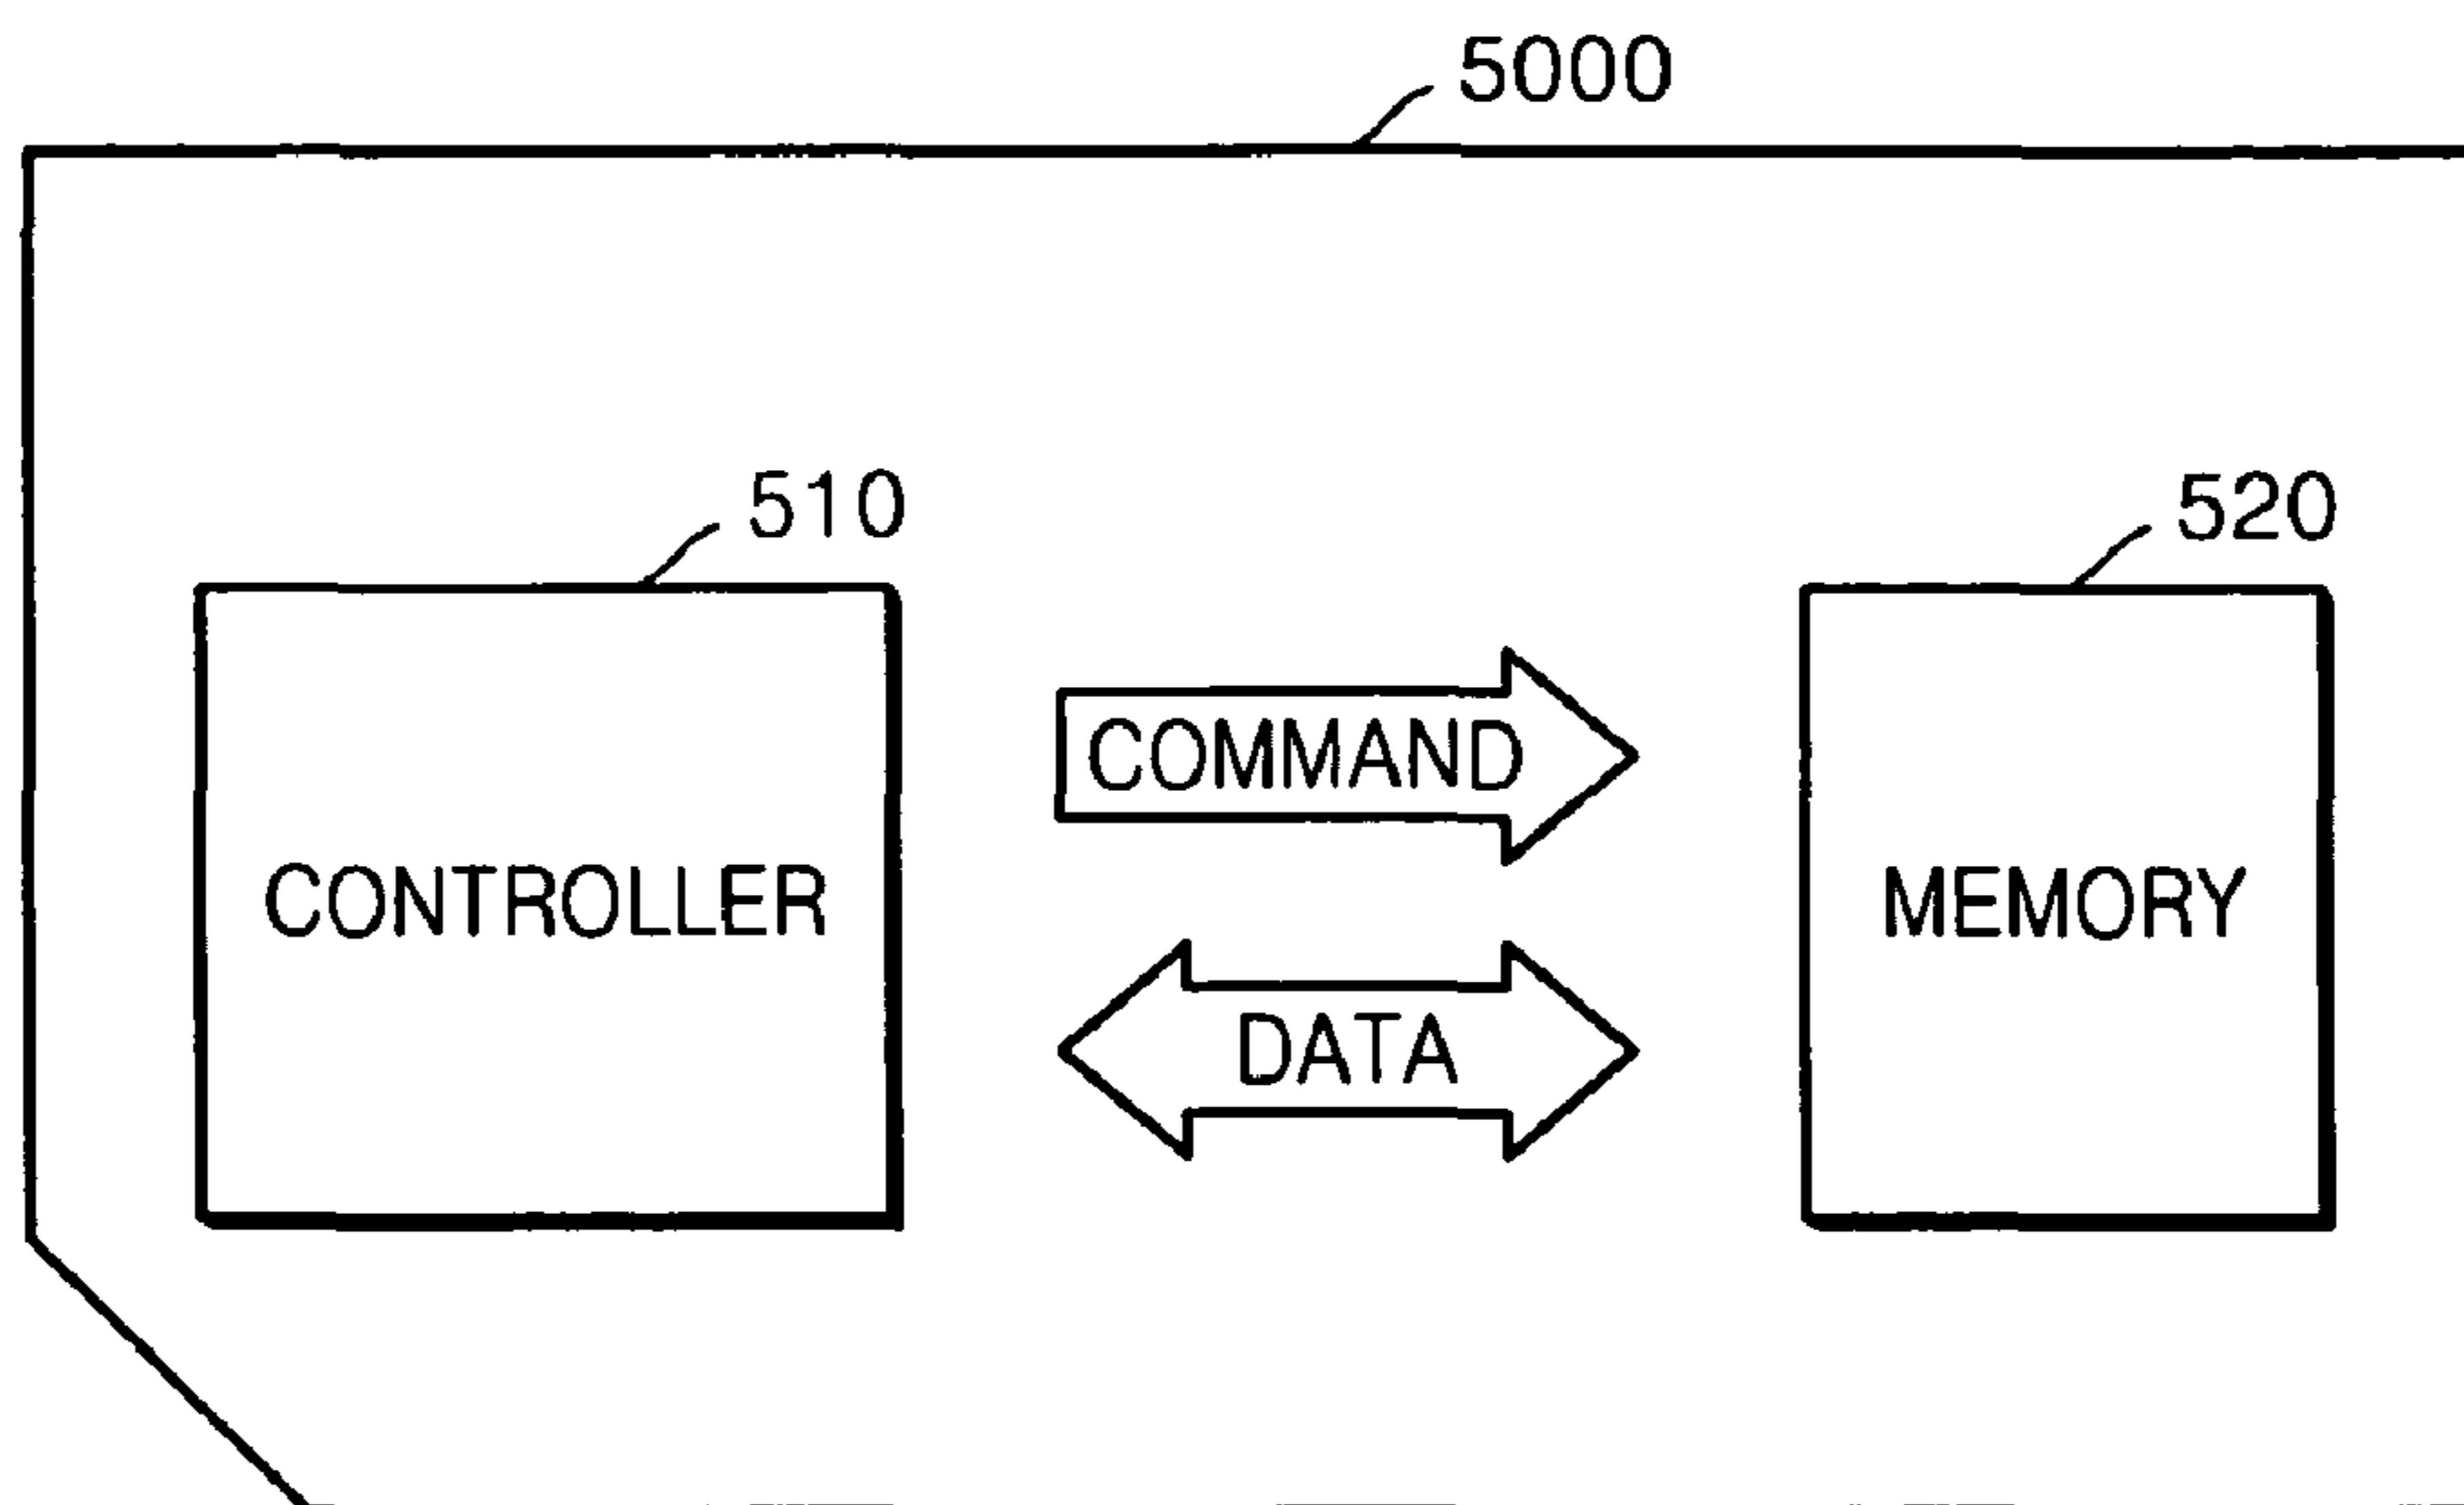 5000
510
520
COMMAND
CONTROLLER
MEMORY
DATA